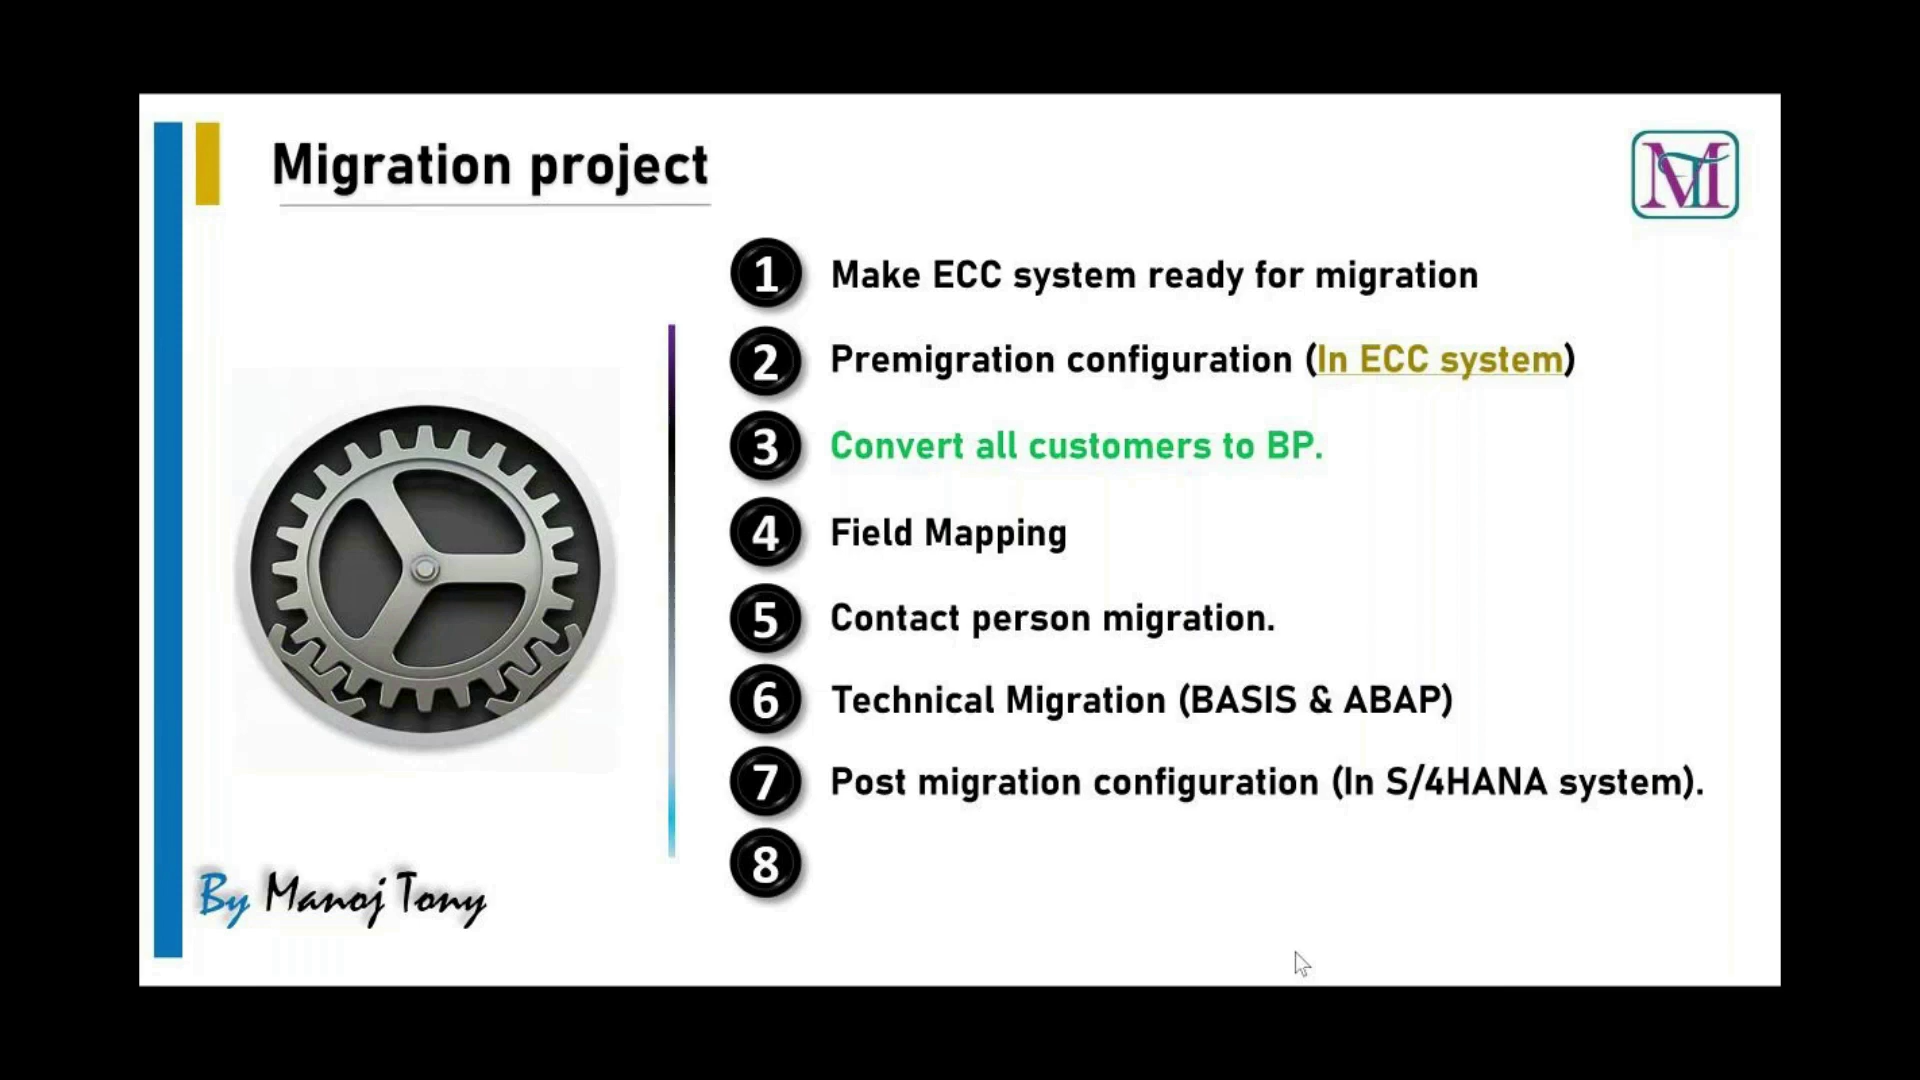 Migration project
MT
1 Make ECC system ready for migration
2 Premigration configuration (In ECC system)
3 Convert all customers to BP.
4 Field Mapping
5 Contact person migration.
6 Technical Migration (BASIS & ABAP)
7 Post migration configuration (In S/4HANA system).
8
By Manoj Tony